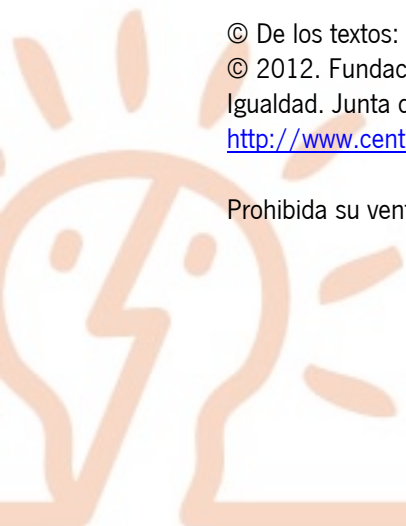 © De los textos:
© 2012. Fundac
Igualdad. Junta
http://www.cent
Prohibida su ven